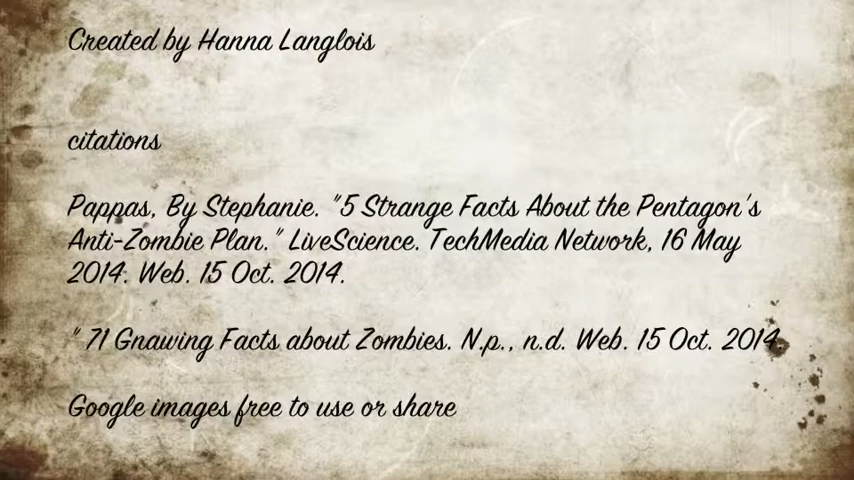 Created by Hanna Langlois
citations
Pappas, By Stephanie. "5 Strange Facts About the Pentagon's
Anti-Zombie Plan." LiveScience. TechMedia Network, 16 May
2014. Web. 15 Oct. 2014.
" 71 Gnawing Facts about Zombies. N.p., n.d. Web. 15 Oct. 2014.
Google images free to use or share